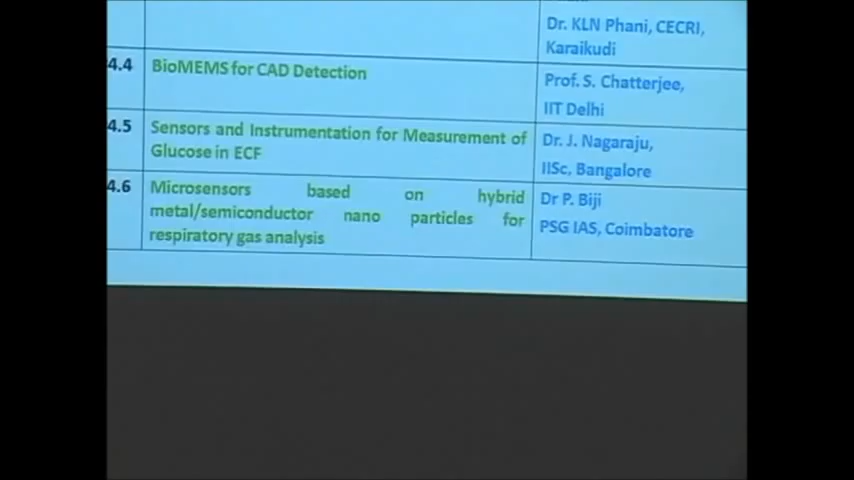 Dr. KLN Phani, CECRI,
Karaikudi
4.4 BioMEMS for CAD Detection
Prof. S. Chatterjee,
IIT Delhi
4.5 Sensors and Instrumentation for Measurement of
Glucose in ECF
Dr. J. Nagaraju,
IISc, Bangalore
4.6 Microsensors based on hybrid
metal/semiconductor nano particles for
respiratory gas analysis
Dr P. Biji
PSG IAS, Coimbatore